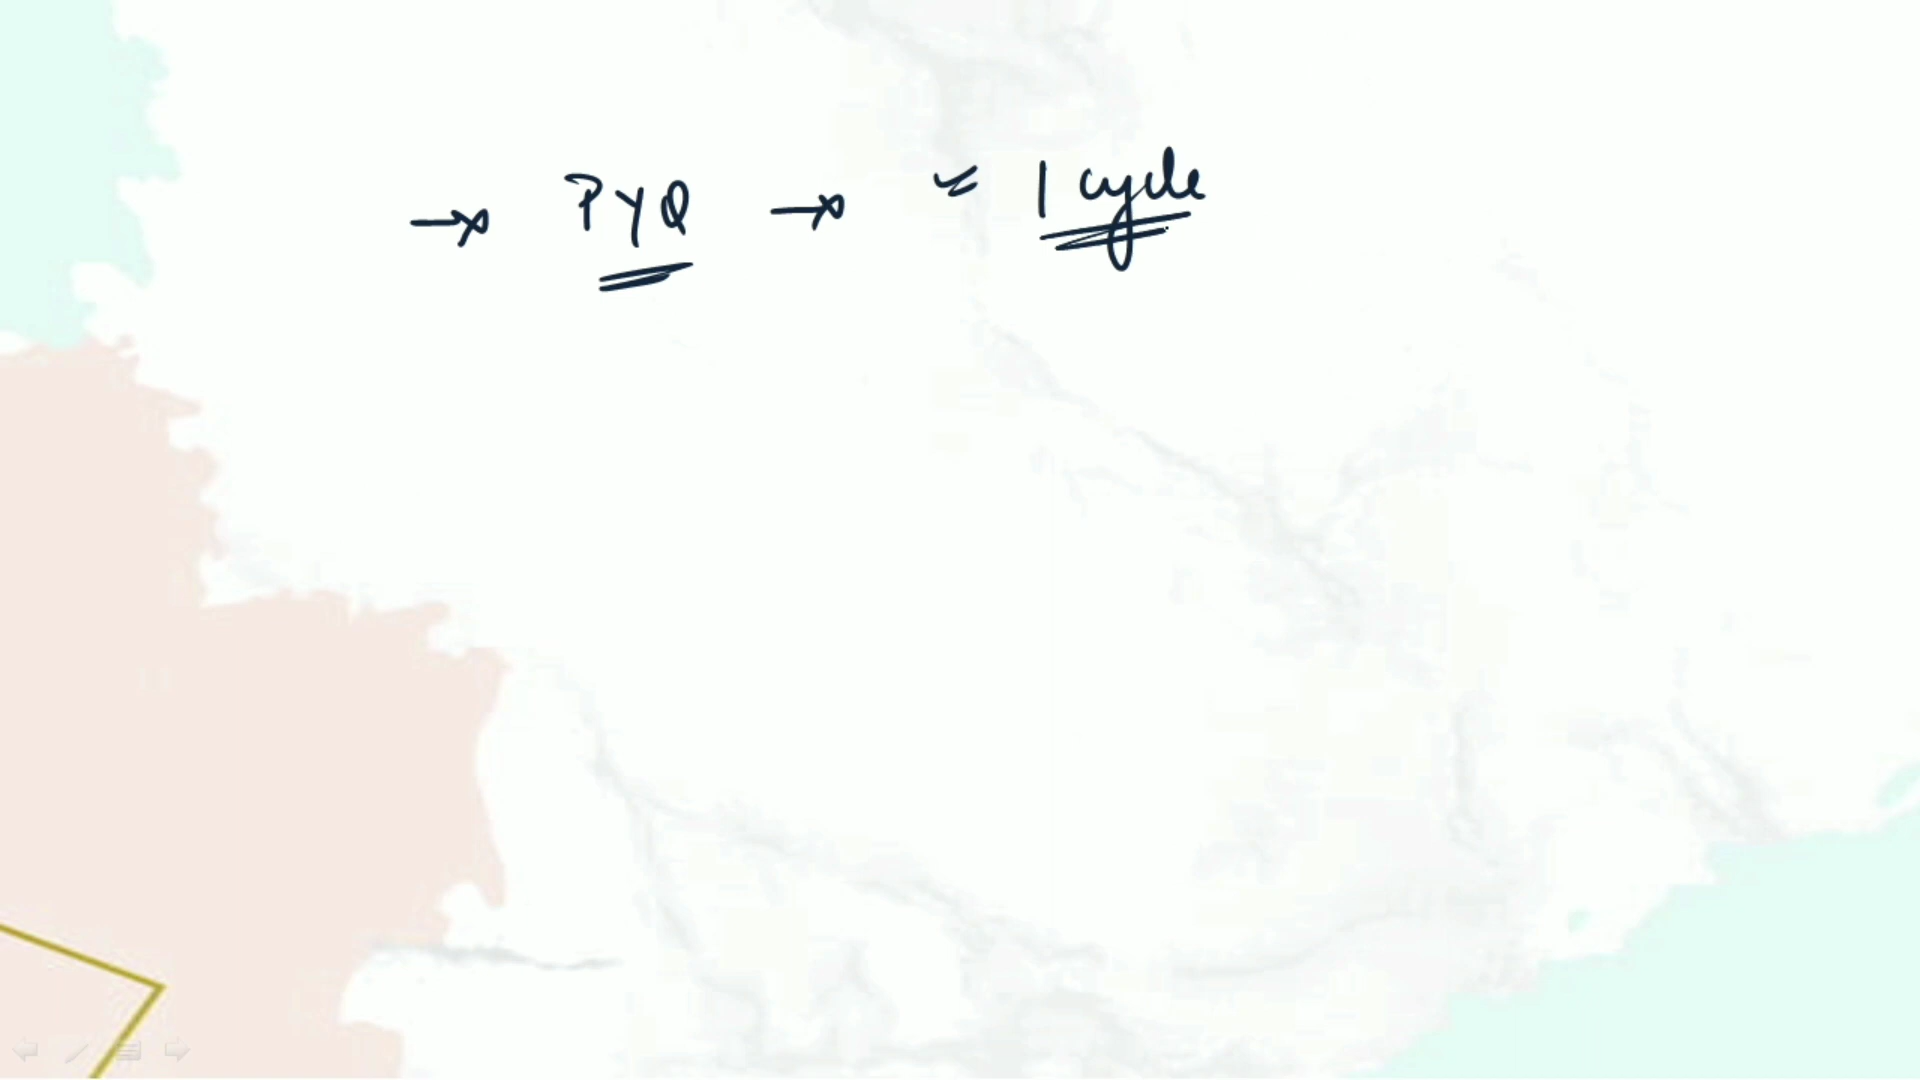 → PYQ → 1 cycle